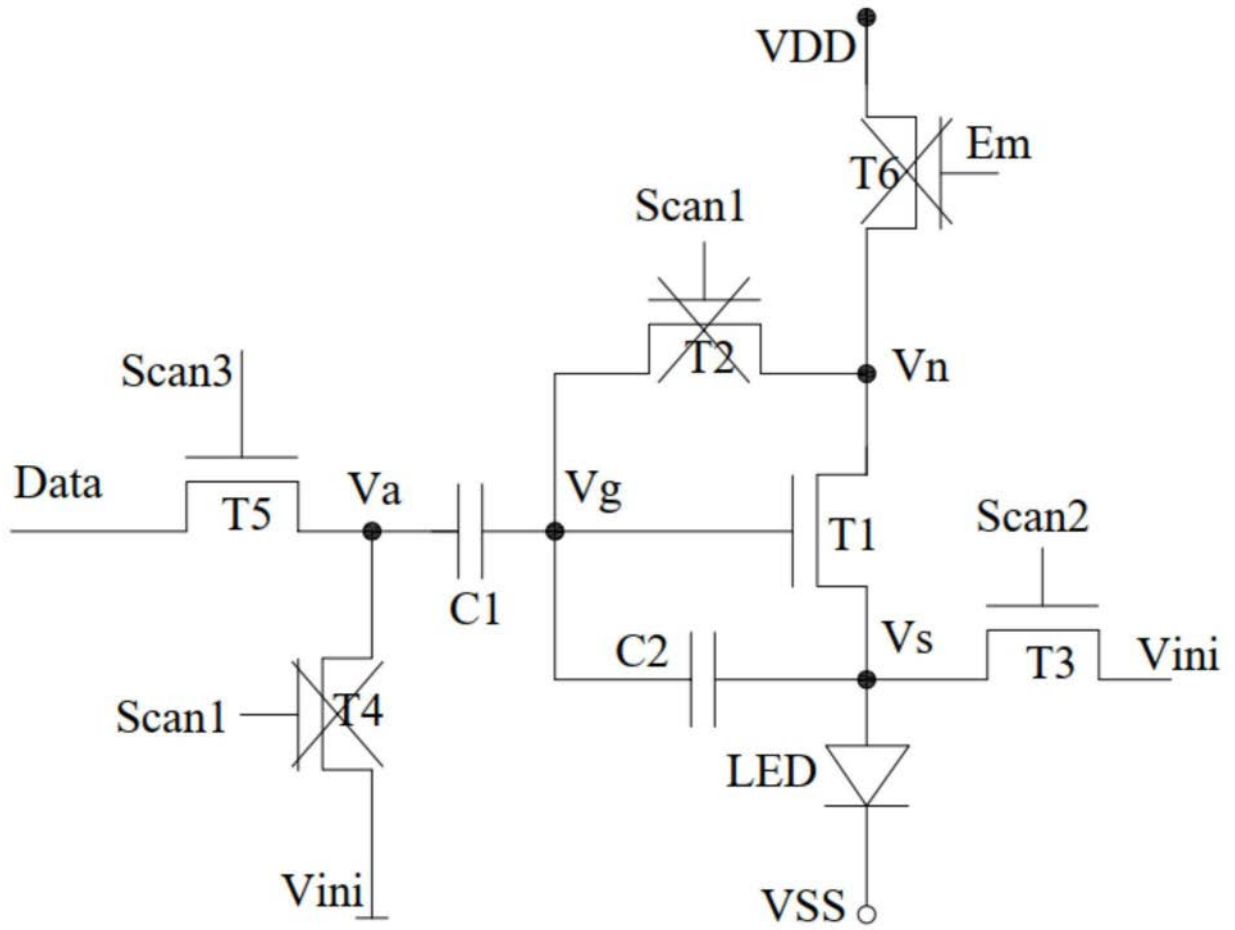 VDD
T6
Em
Scan1
T2
Vn
Scan3
Data
T5
Va
Vg
T1
Scan2
C1
C2
Vs
T3
Vini
Scan1
T4
LED
Vini
VSS